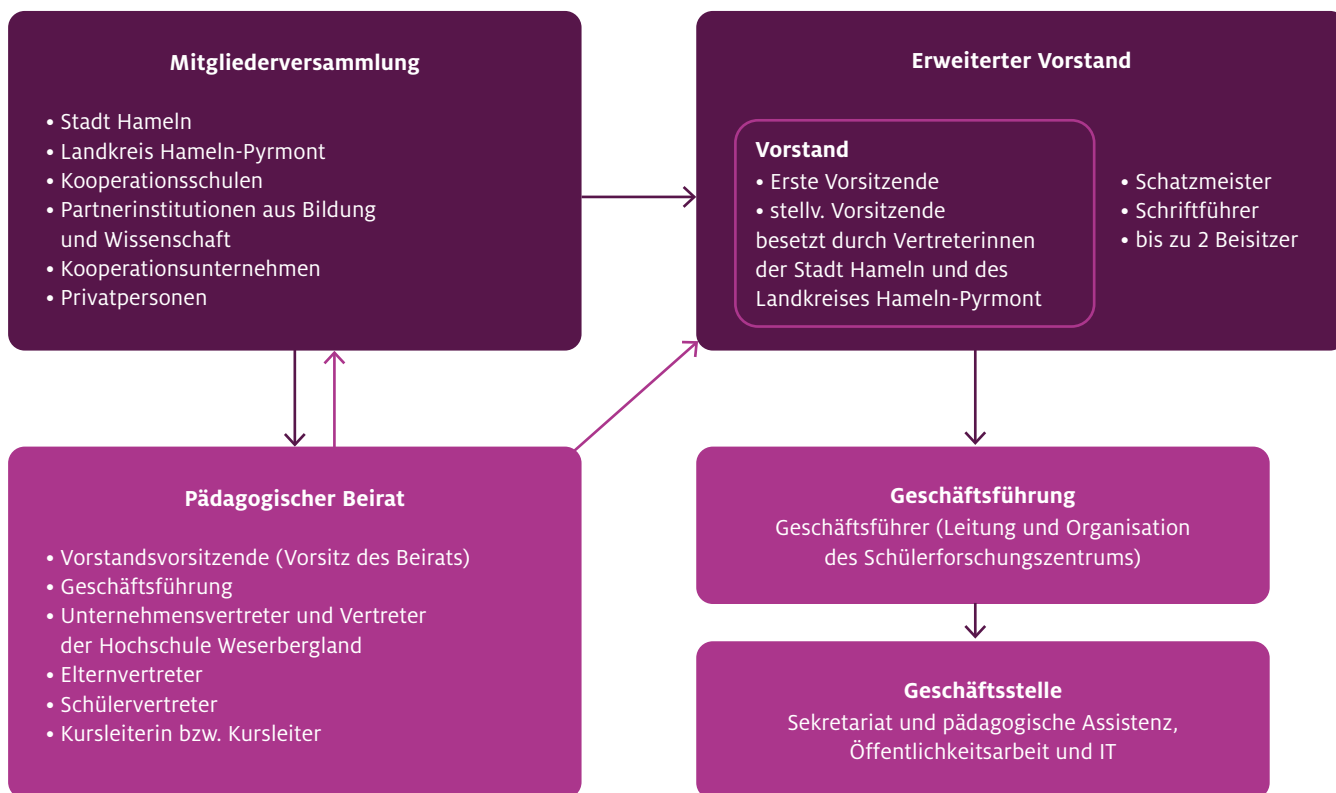 Mitgliederversammlung
• Stadt Hameln
• Landkreis Hameln-Pyrmont
• Kooperationsschulen
• Partnerinstitutionen aus Bildung
und Wissenschaft
• Kooperationsunternehmen
• Privatpersonen
Erweiterter Vorstand
Vorstand
• Erste Vorsitzende
• stellv. Vorsitzende
besetzt durch Vertreterinnen
der Stadt Hameln und des
Landkreises Hameln-Pyrmont
• Schatzmeister
• Schriftführer
• bis zu 2 Beisitzer
Pädagogischer Beirat
• Vorstandsvorsitzende (Vorsitz des Beirats)
• Geschäftsführung
• Unternehmensvertreter und Vertreter
der Hochschule Weserbergland
• Elternvertreter
• Schülervertreter
• Kursleiterin bzw. Kursleiter
Geschäftsführung
Geschäftsführer (Leitung und Organisation
des Schülerforschungszentrums)
Geschäftsstelle
Sekretariat und pädagogische Assistenz,
Öffentlichkeitsarbeit und IT